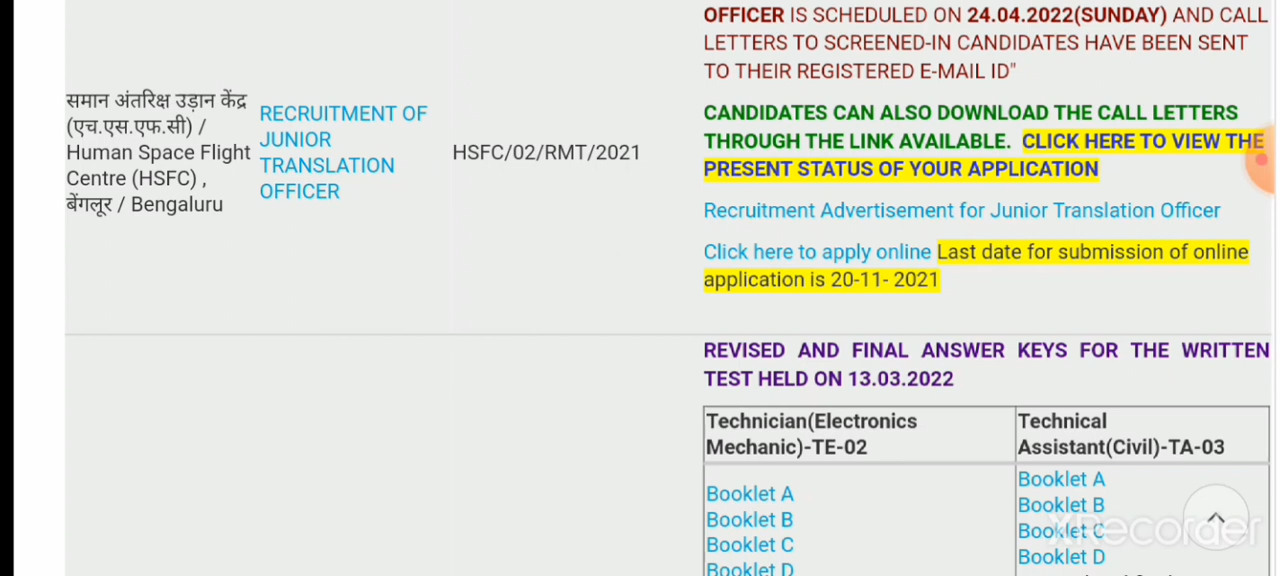 OFFICER IS SCHEDULED ON 24.04.2022(SUNDAY) AND CALL
LETTERS TO SCREENED-IN CANDIDATES HAVE BEEN SENT
TO THEIR REGISTERED E-MAIL ID"
समान अंतरिक्ष उड़ान केंद्र
(एच.एस.एफ.सी) /
Human Space Flight
Centre (HSFC) ,
बेंगलूर / Bengaluru
RECRUITMENT OF
JUNIOR
TRANSLATION
OFFICER
HSFC/02/RMT/2021
CANDIDATES CAN ALSO DOWNLOAD THE CALL LETTERS
THROUGH THE LINK AVAILABLE. CLICK HERE TO VIEW THE
PRESENT STATUS OF YOUR APPLICATION
Recruitment Advertisement for Junior Translation Officer
Click here to apply online Last date for submission of online
application is 20-11- 2021
REVISED AND FINAL ANSWER KEYS FOR THE WRITTEN
TEST HELD ON 13.03.2022
Technician(Electronics
Mechanic)-TE-02
Technical
Assistant(Civil)-TA-03
Booklet A
Booklet B
Booklet C
Booklet D
Booklet A
Booklet B
Booklet C
Booklet D
XRecorder